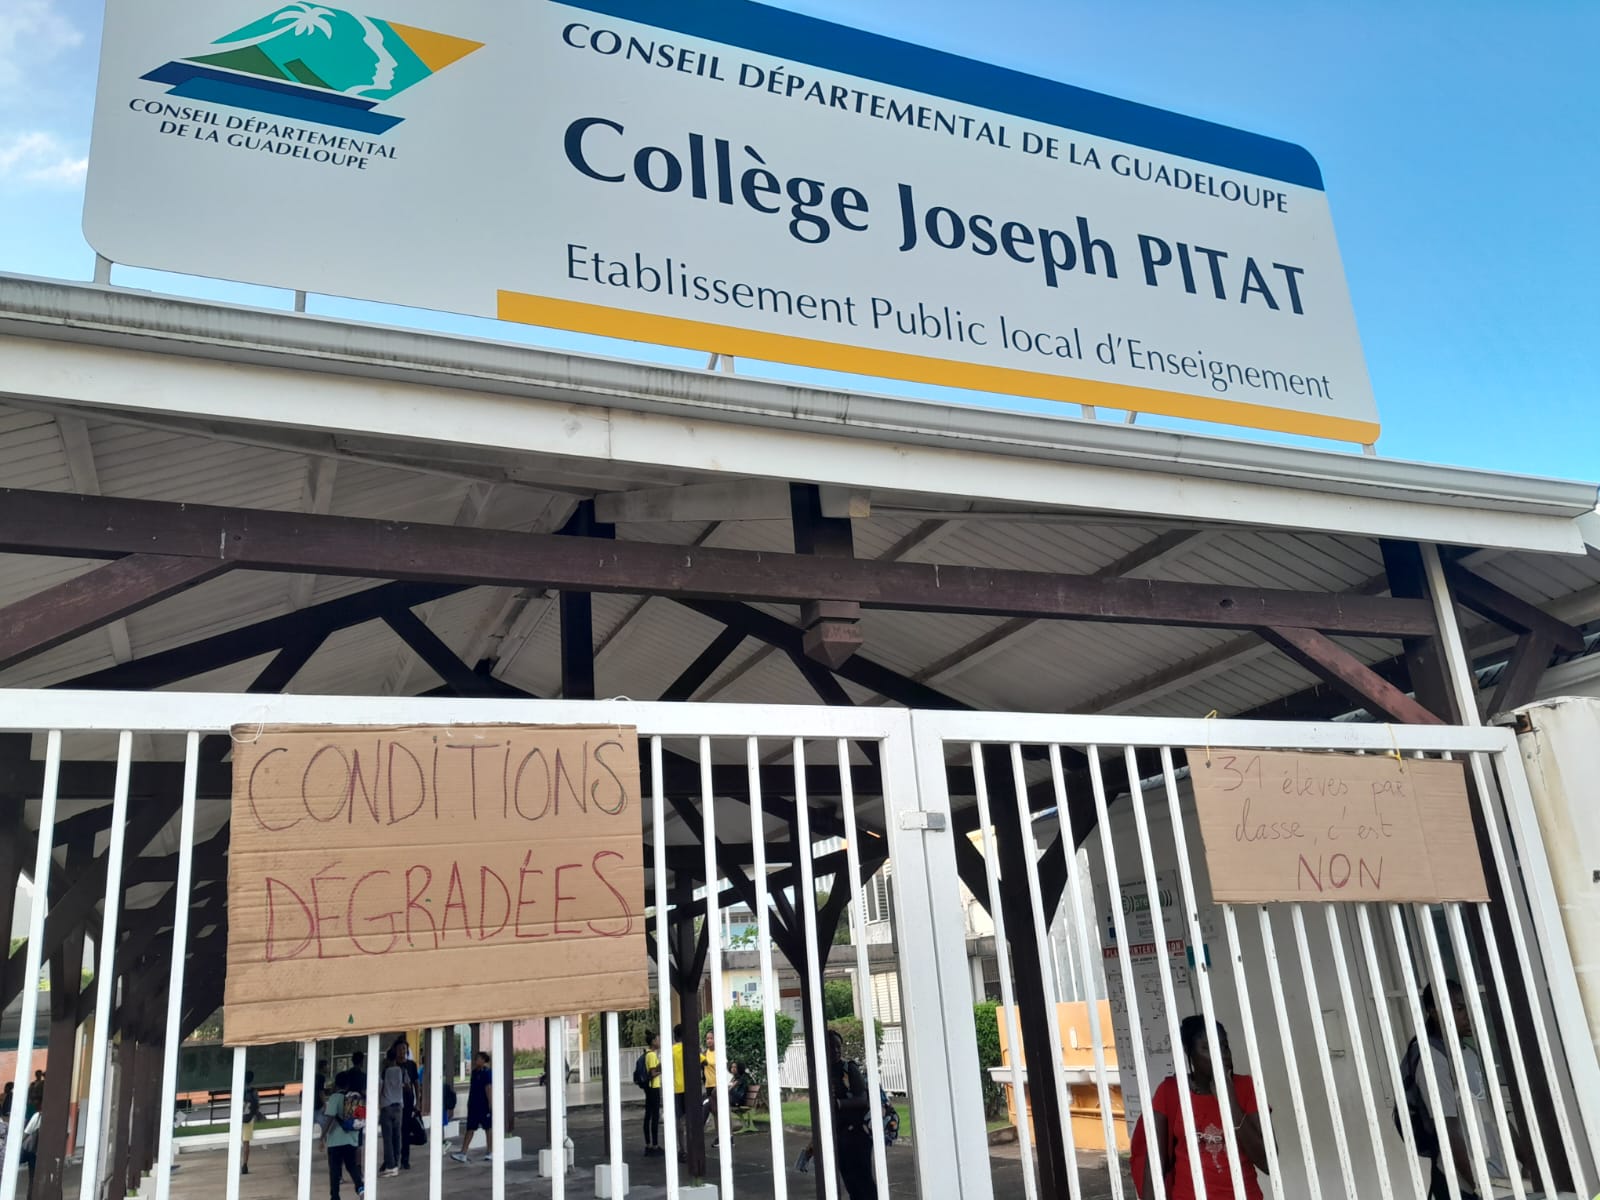 CONSEIL DÉPARTEMENTAL
DE LA GUADELOUPE
CONSEIL DÉPARTEMENTAL DE LA GUADELOUPE
Collège Joseph PITAT
Etablissement Public local d'Enseignement
CONDITIONS
DÉGRADÉES
31 élèves par
classe, c'est
NON